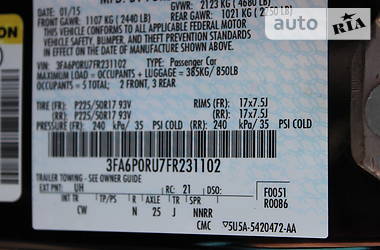 01/15 GVWR: 2123 KG (4680 LB)
FRONT GAWR: 1107 KG (2440 LB) REAR GAWR: 1021 KG (2250 LB)
THIS VEHICLE CONFORMS TO ALL APPLICABLE FEDERAL MOTOR
VEHICLE SAFETY, BUMPER, AND THEFT PREVENTION STANDARDS
IN EFFECT ON THE DATE OF MANUFACTURE SHOWN ABOVE.
VIN: 3FA6P0RU7FR231102 TYPE: Passenger Car
MAXIMUM LOAD = OCCUPANTS + LUGGAGE = 385KG/850LB
OCCUPANTS = 5 TOTAL: 2 FRONT, 3 REAR
TIRE (FR): P225/50R17 93V RIMS (FR): 17x7.5J
(RR): P225/50R17 93V (RR): 17x7.5J
PRESSURE (FR): 240 kPa/ 35 PSI COLD (RR): 240 kPa/ 35 PSI COLD
3FA6P0RU7FR231102
TRAILER TOWING - SEE OWNER GUIDE
EXT PNT: UH RC: 21 DSO: F0051
R0086
CW N 25 J NNRR
CMC 5U5A-5420472-AA
AUTO RIA